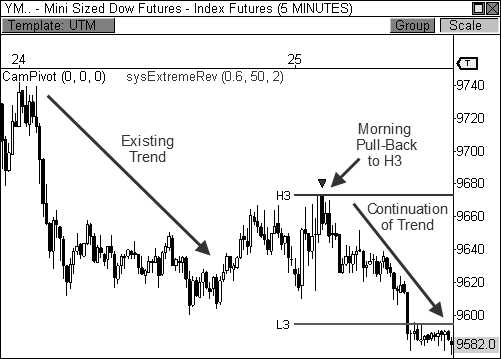 YM.. - Mini Sized Dow Futures - Index Futures (5 MINUTES)
Template: UTM
Group
Scale
24
25
T
CamPivot (0, 0, 0)
sysExtremeRev (0.6, 50, 2)
9740
9720
9700
9680
9660
9640
9620
9600
9582.0
Existing
Trend
Morning
Pull-Back
to H3
H3
Continuation
of Trend
L3